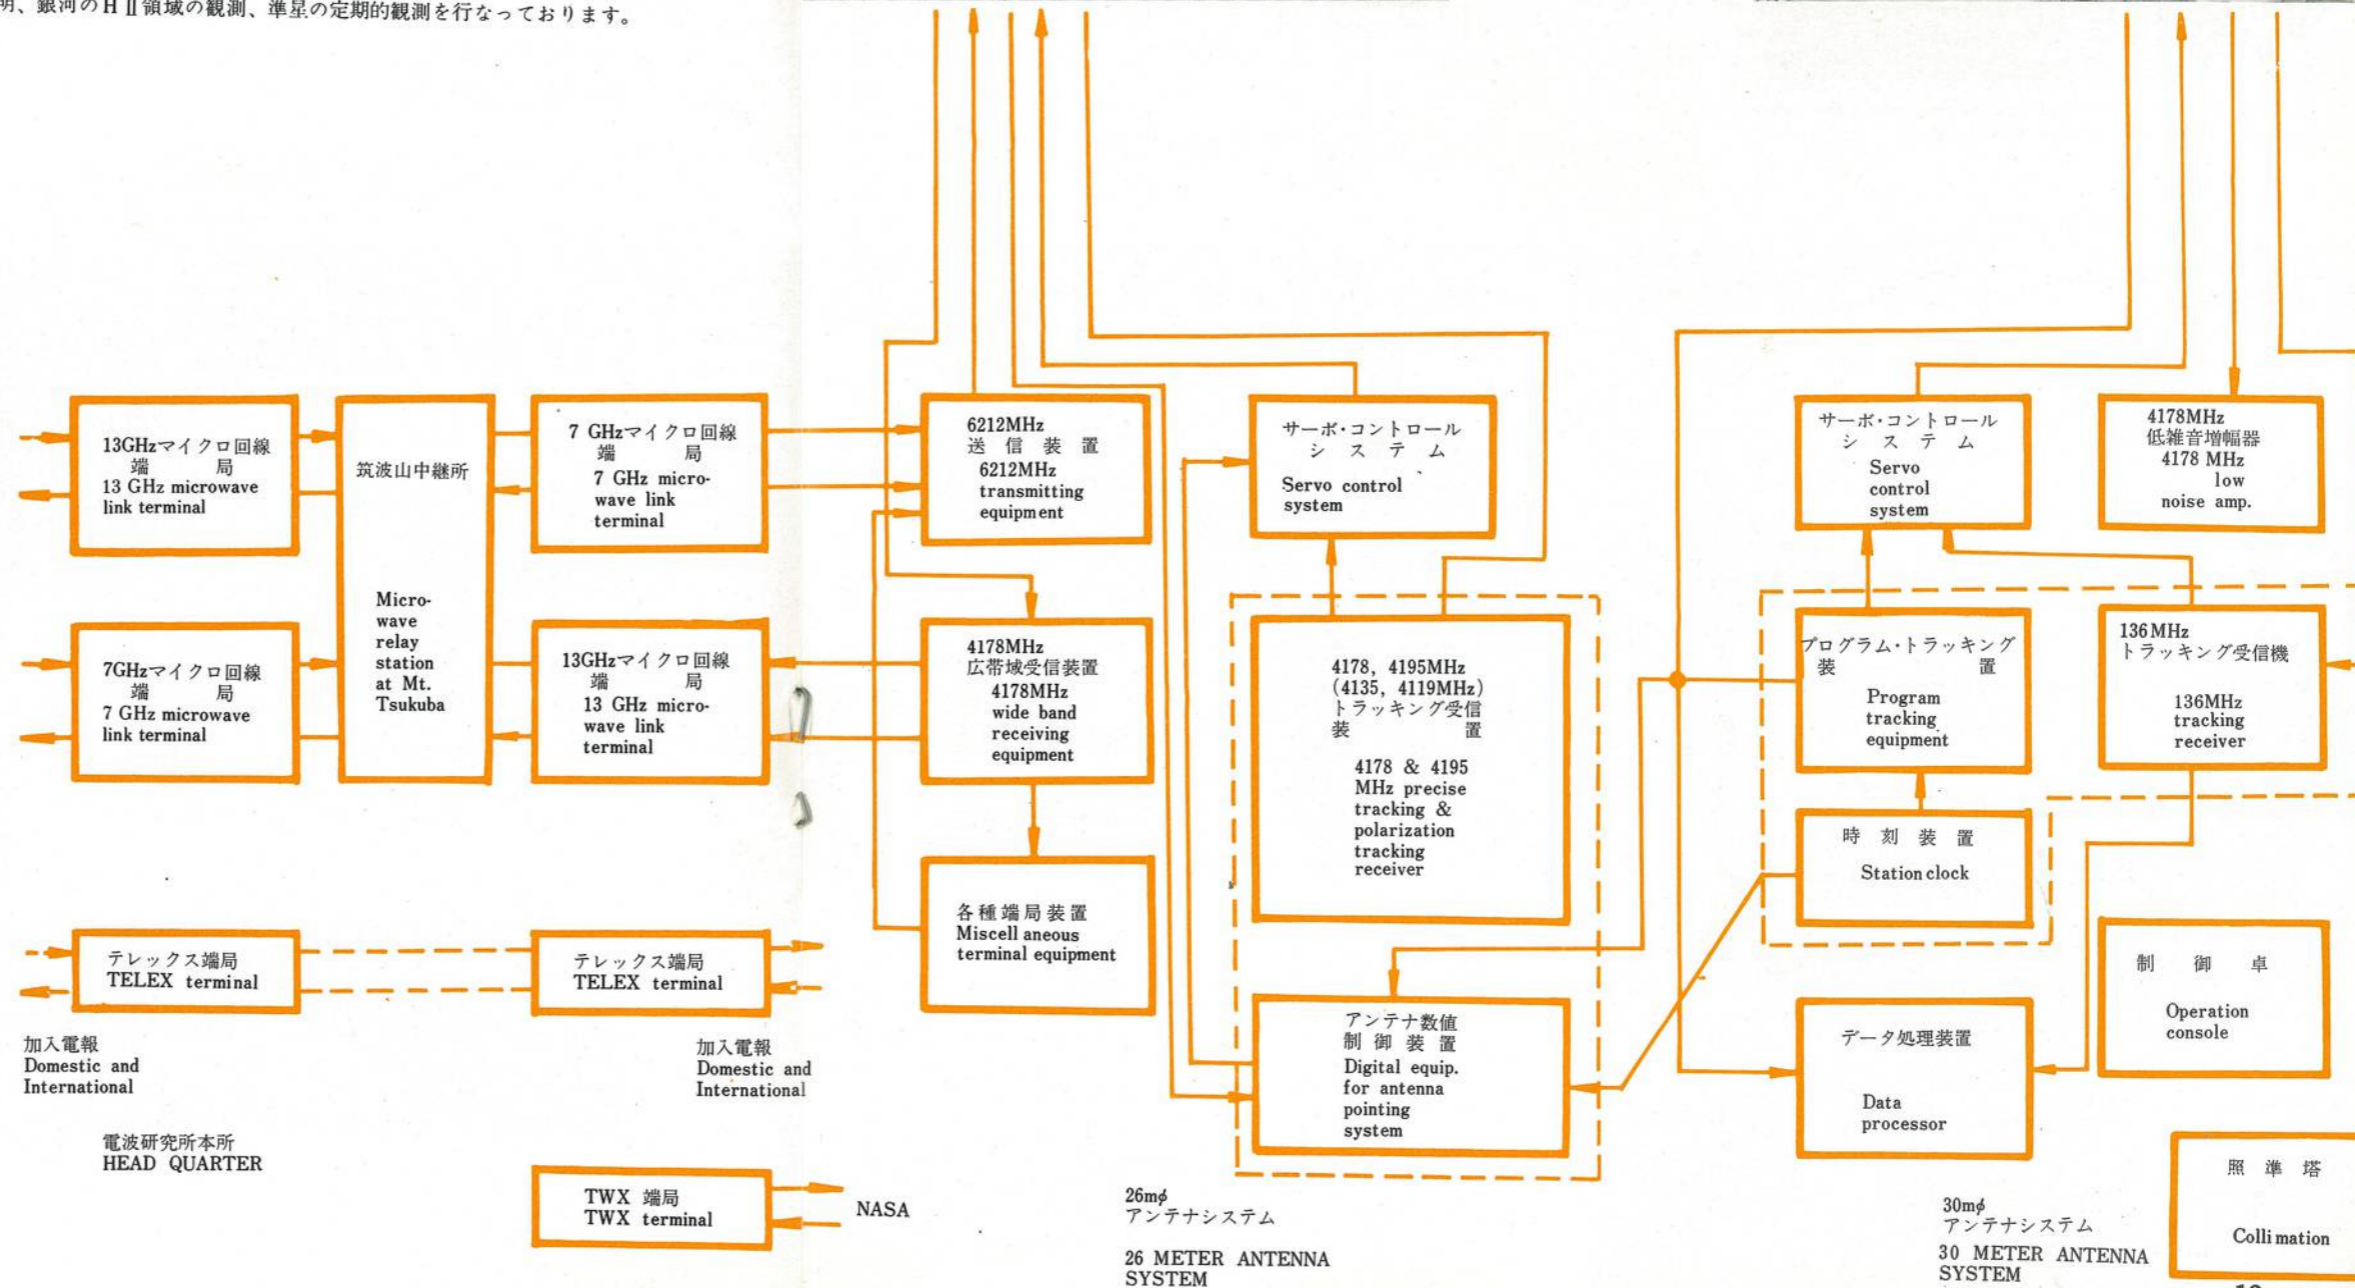 、銀河のHⅡ領域の観測、準星の定期的観測を行なっております。
13GHzマイクロ回線
端 局
13 GHz microwave
link terminal
筑波山中継所
Micro-
wave
relay
station
at Mt.
Tsukuba
7 GHzマイクロ回線
端 局
7 GHz micro-
wave link
terminal
6212MHz
送 信 装 置
6212MHz
transmitting
equipment
サーボ・コントロール
シ ス テ ム
Servo control
system
サーボ・コントロール
シ ス テ ム
Servo
control
system
4178MHz
低雑音増幅器
4178 MHz
low
noise amp.
7GHzマイクロ回線
端 局
7 GHz microwave
link terminal
13GHzマイクロ回線
端 局
13 GHz micro-
wave link
terminal
4178MHz
広帯域受信装置
4178MHz
wide band
receiving
equipment
4178, 4195MHz
(4135, 4119MHz)
トラッキング受信
装 置
4178 & 4195
MHz precise
tracking &
polarization
tracking
receiver
プログラム・トラッキング
装 置
Program
tracking
equipment
136MHz
トラッキング受信機
136MHz
tracking
receiver
時 刻 装 置
Station clock
テレックス端局
TELEX terminal
テレックス端局
TELEX terminal
各種端局装置
Miscell aneous
terminal equipment
アンテナ数値
制 御 装 置
Digital equip.
for antenna
pointing
system
データ処理装置
Data
processor
制 御 卓
Operation
console
加入電報
Domestic and
International
加入電報
Domestic and
International
電波研究所本所
HEAD QUARTER
TWX 端局
TWX terminal
NASA
26mφ
アンテナシステム
26 METER ANTENNA
SYSTEM
30mφ
アンテナシステム
30 METER ANTENNA
SYSTEM
照 準 塔
Collimation